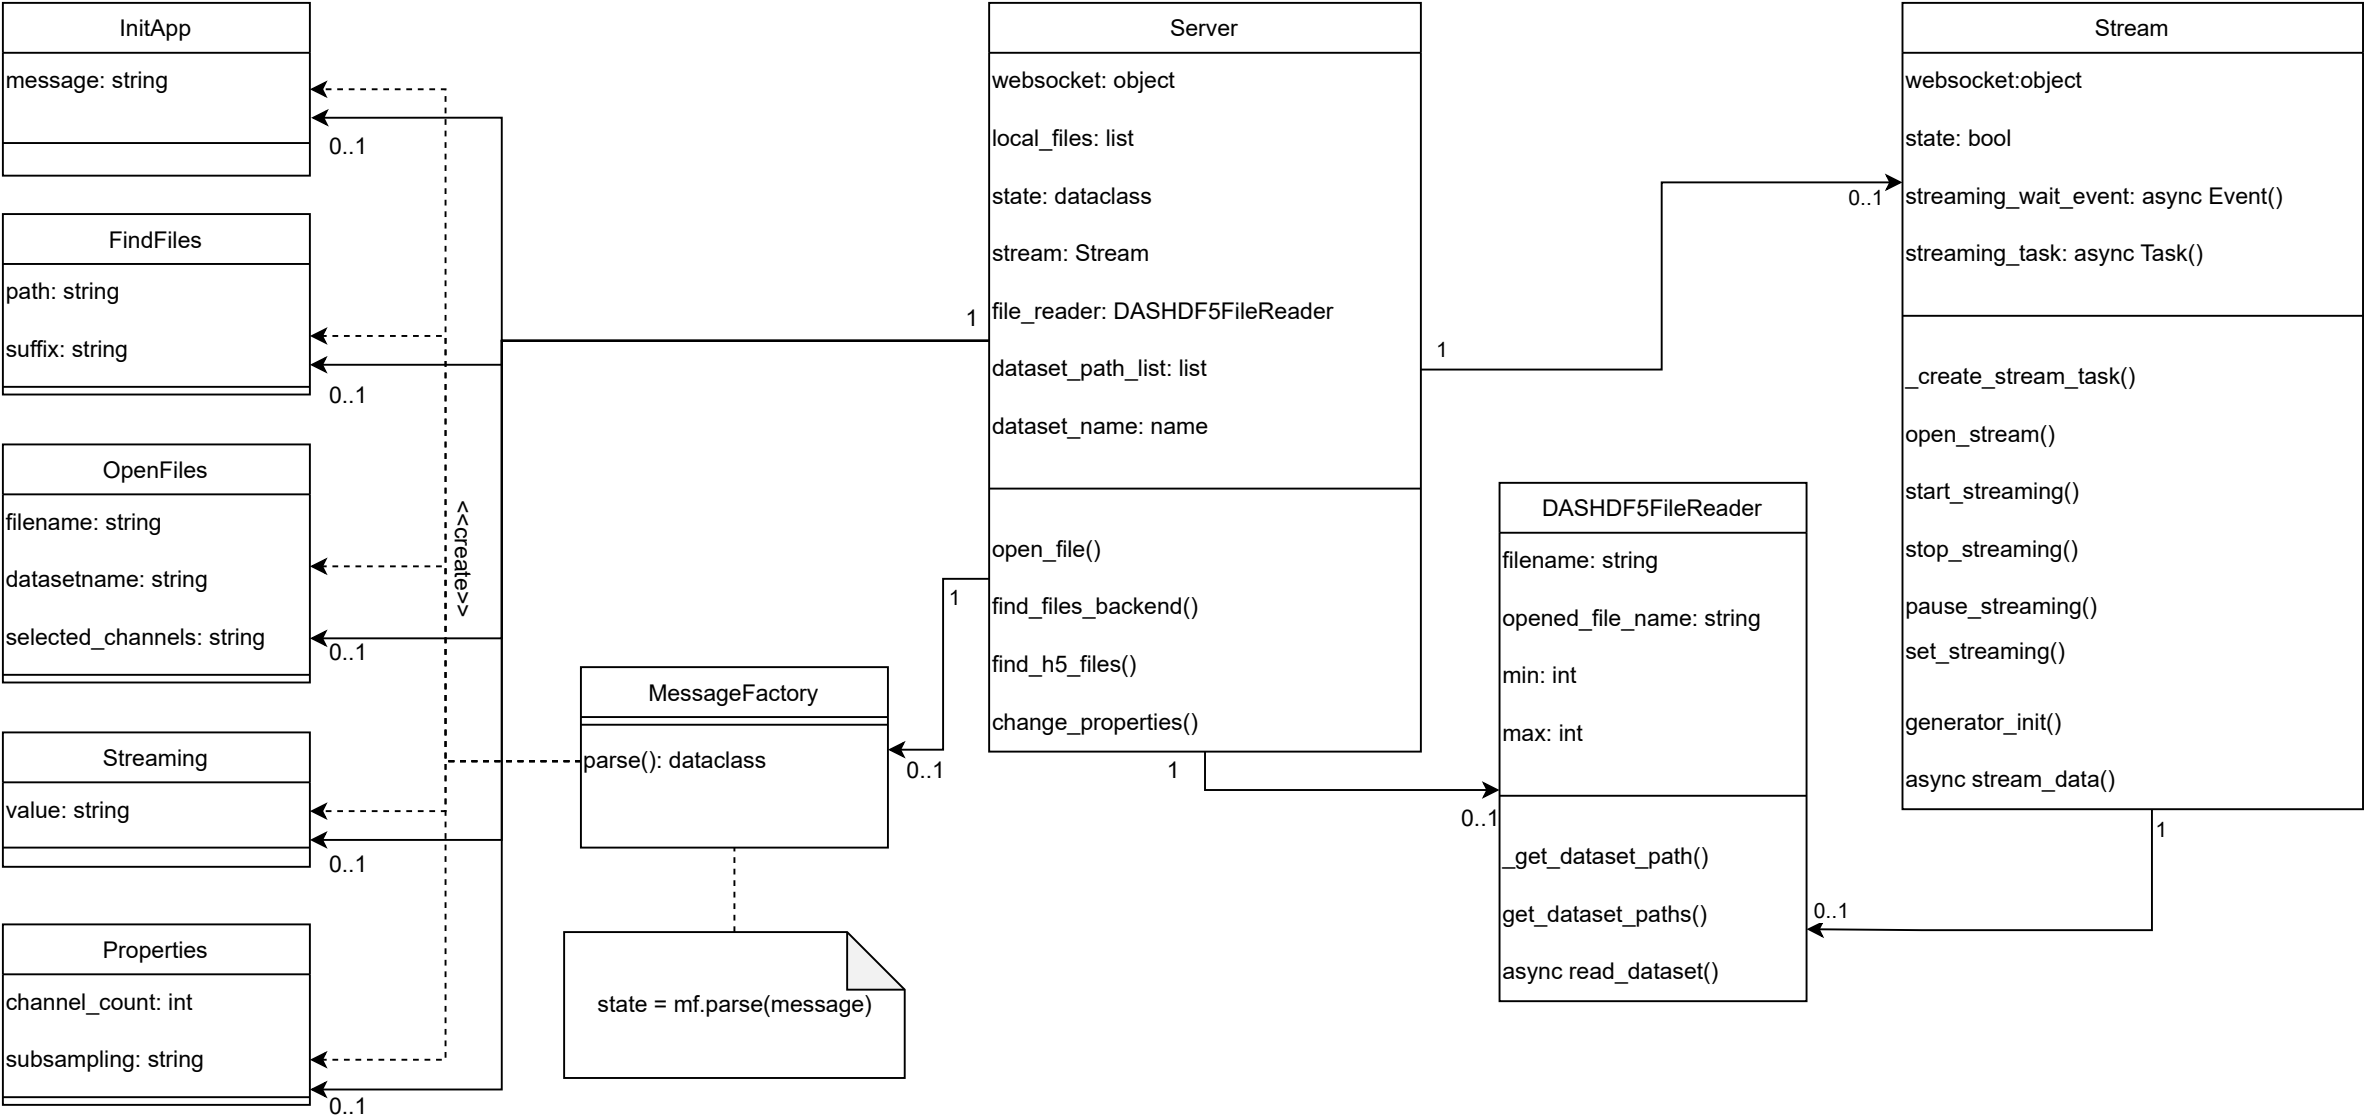 InitApp
message: string
0..1
FindFiles
path: string
suffix: string
0..1
OpenFiles
filename: string
datasetname: string
selected_channels: string
0..1
Streaming
value: string
0..1
Properties
channel_count: int
subsampling: string
0..1
<<create>>
MessageFactory
parse(): dataclass
state = mf.parse(message)
Server
websocket: object
local_files: list
state: dataclass
stream: Stream
file_reader: DASHDF5FileReader
dataset_path_list: list
dataset_name: name
open_file()
find_files_backend()
find_h5_files()
change_properties()
1
1
0..1
1
0..1
1
0..1
DASHDF5FileReader
filename: string
opened_file_name: string
min: int
max: int
_get_dataset_path()
get_dataset_paths()
async read_dataset()
Stream
websocket:object
state: bool
streaming_wait_event: async Event()
streaming_task: async Task()
_create_stream_task()
open_stream()
start_streaming()
stop_streaming()
pause_streaming()
set_streaming()
generator_init()
async stream_data()
1
0..1